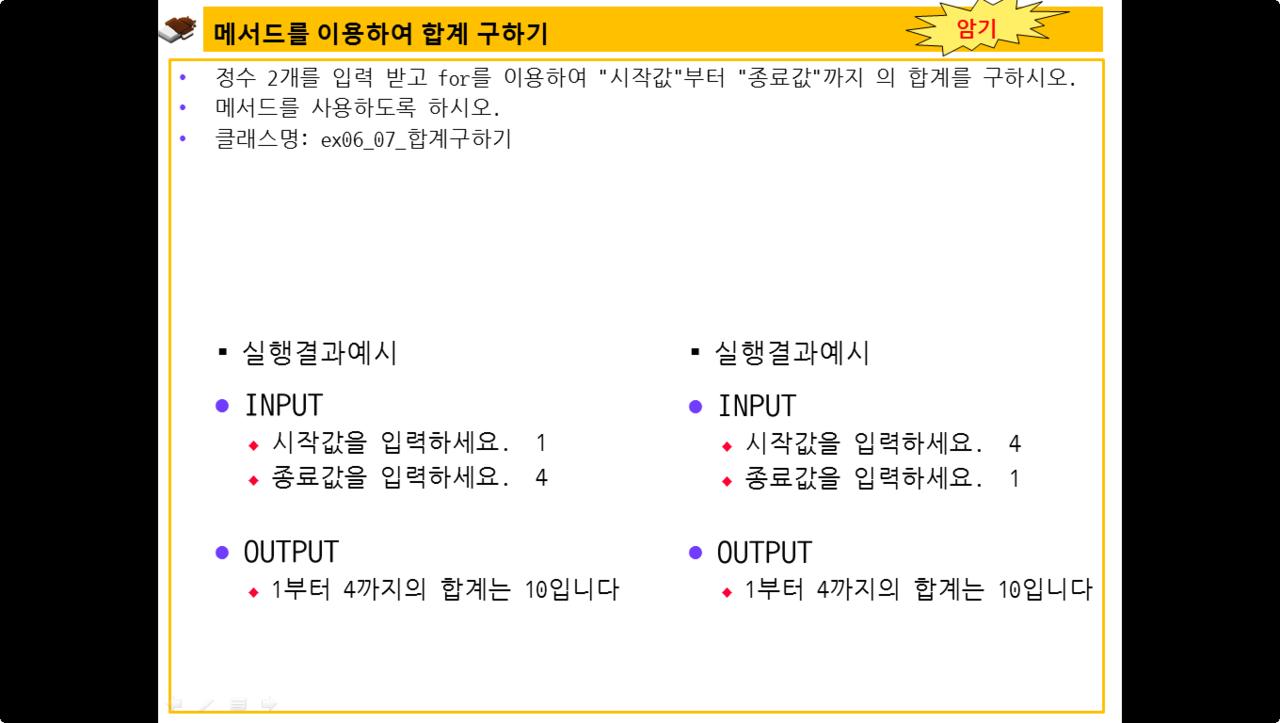 메서드를 이용하여 합계 구하기
암기
• 정수 2개를 입력 받고 for를 이용하여 "시작값"부터 "종료값"까지 의 합계를 구하시오.
• 메서드를 사용하도록 하시오.
• 클래스명: ex06_07_합계구하기
▪ 실행결과예시
● INPUT
◆ 시작값을 입력하세요. 1
◆ 종료값을 입력하세요. 4
● OUTPUT
◆ 1부터 4까지의 합계는 10입니다
▪ 실행결과예시
● INPUT
◆ 시작값을 입력하세요. 4
◆ 종료값을 입력하세요. 1
● OUTPUT
◆ 1부터 4까지의 합계는 10입니다